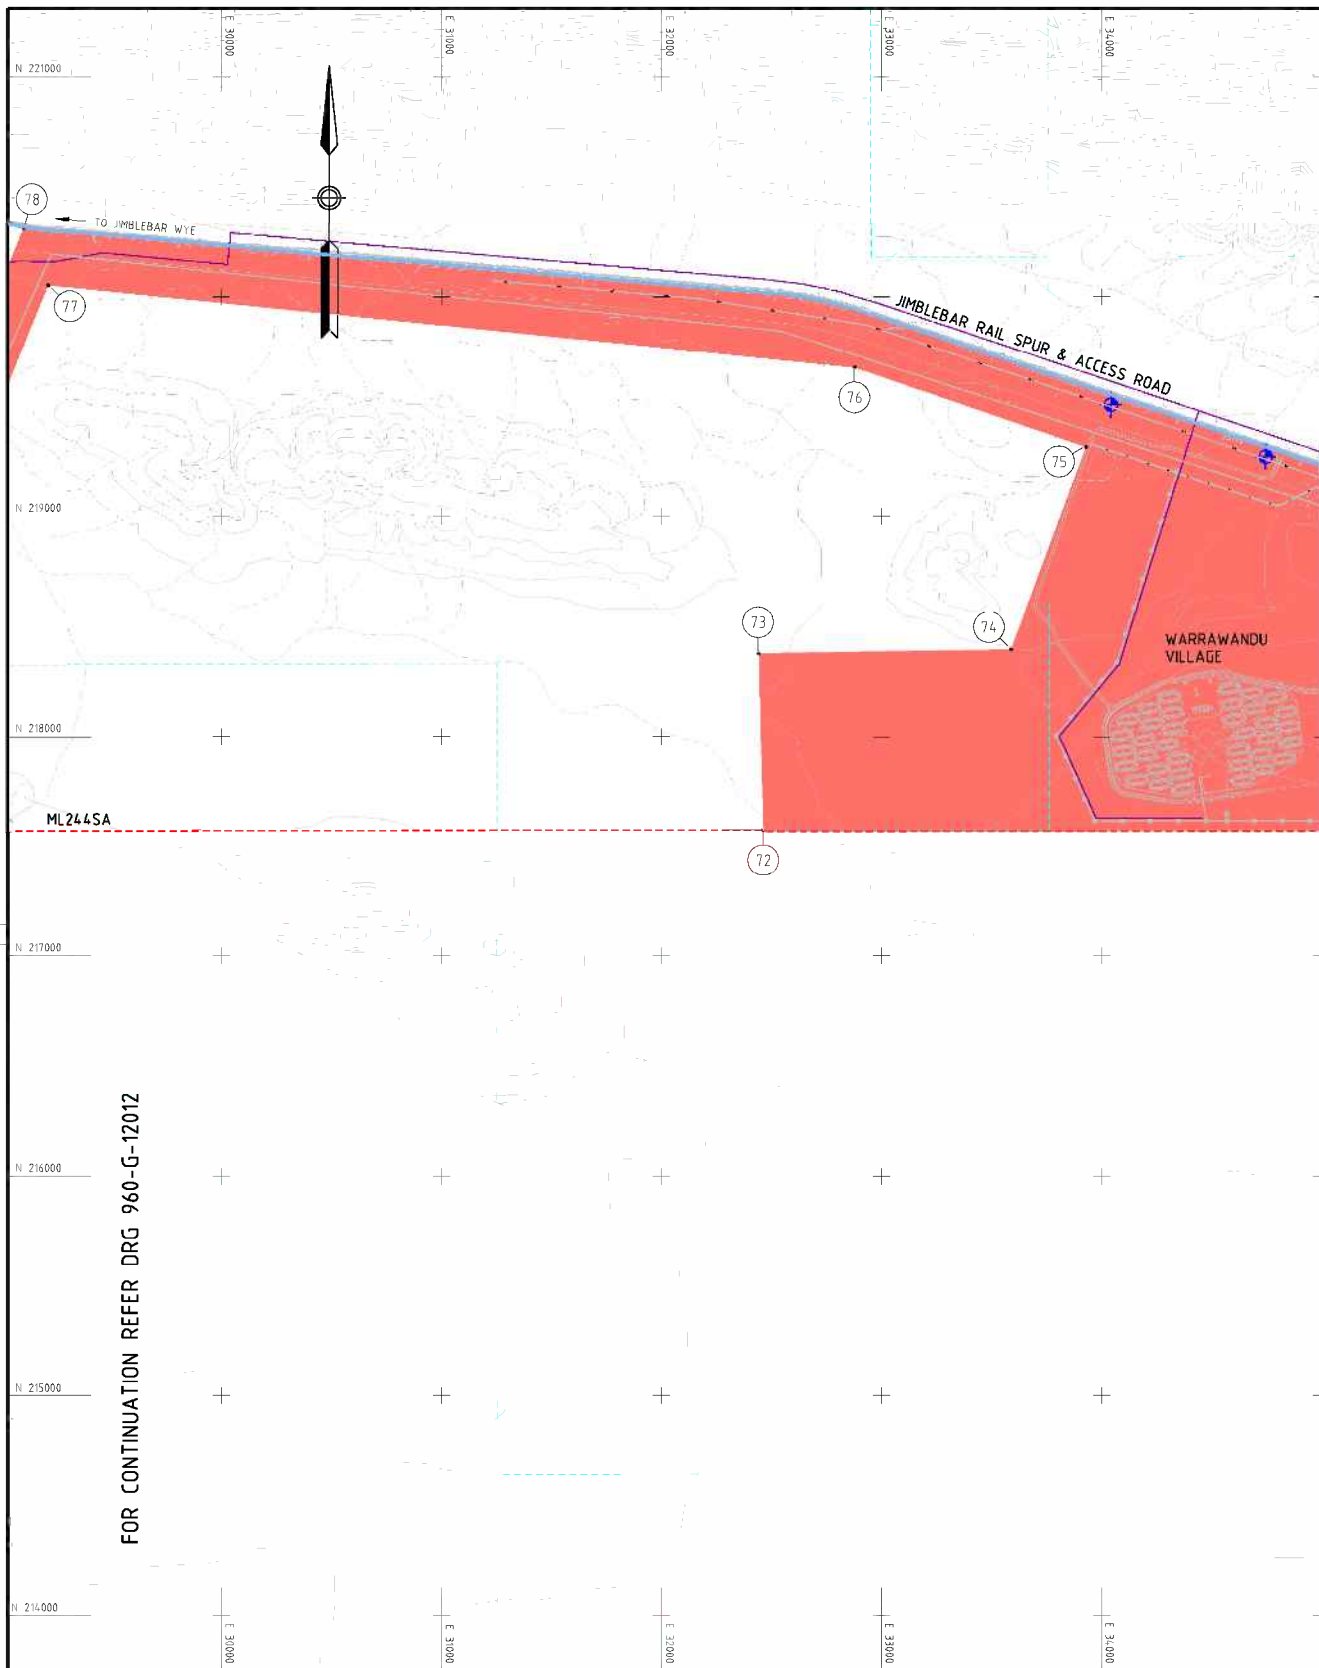 E 30000
E 31000
E 32000
E 33000
E 34000
N 221000
78
TO JIMBLEBAR WYE
77
JIMBLEBAR RAIL SPUR & ACCESS ROAD
76
75
N 219000
73
74
WARRAWANDU
VILLAGE
N 218000
ML244SA
72
N 217000
FOR CONTINUATION REFER DRG 960-G-12012
N 216000
N 215000
N 214000
E 30000
E 31000
E 32000
E 33000
E 34000